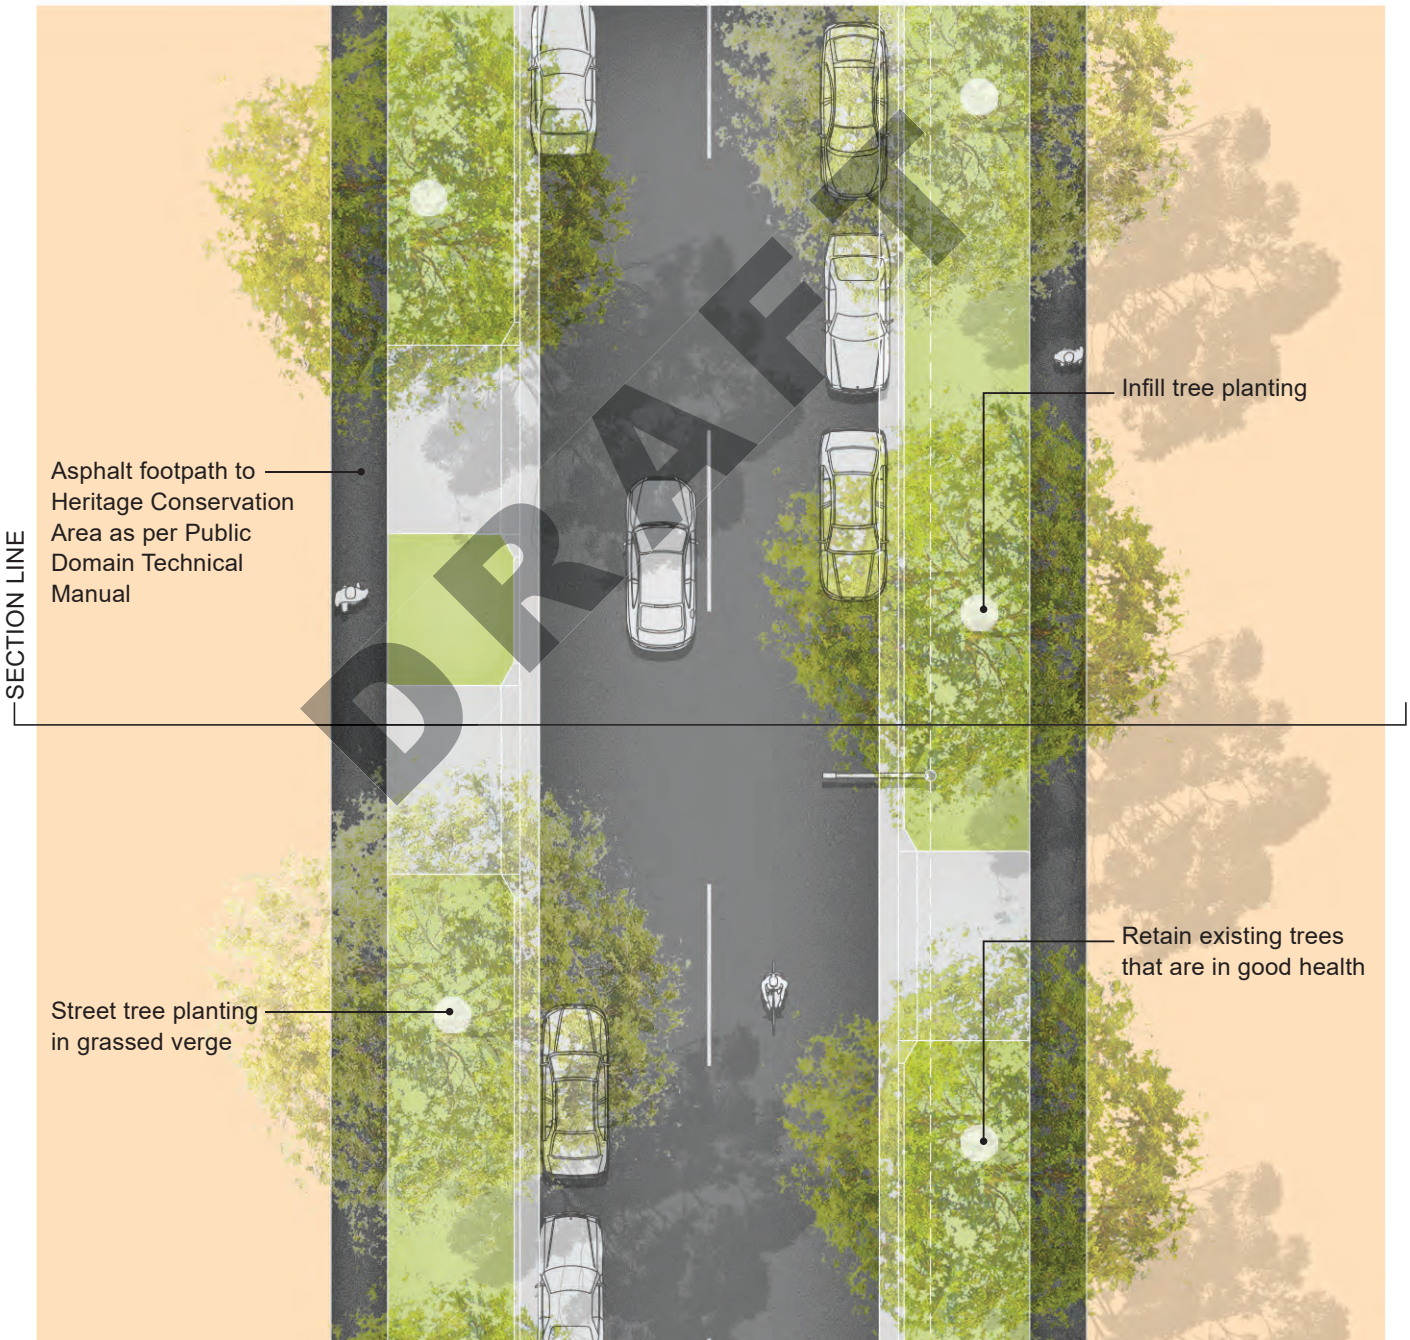 Infill tree planting
Asphalt footpath to
Heritage Conservation
Area as per Public
Domain Technical
Manual
SECTION LINE
DRAFT
Retain existing trees
that are in good health
Street tree planting
in grassed verge